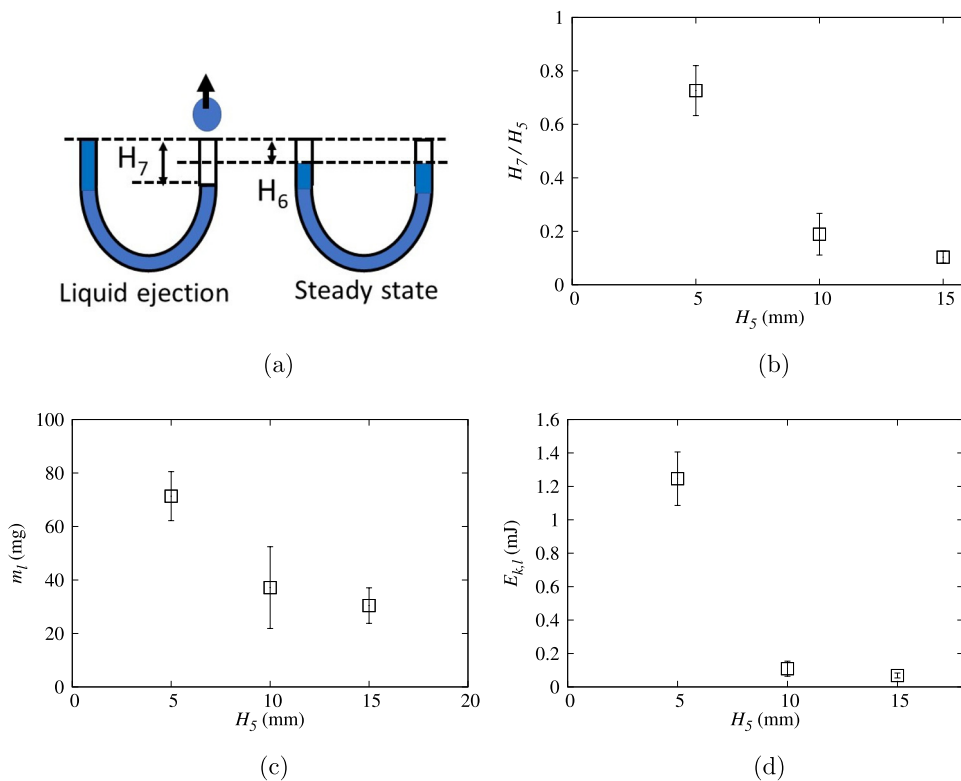 H7
H6
Liquid ejection
Steady state
(a)
1
0.8
0.6
0.4
0.2
0
0
5
10
15
H7 / H5
H5 (mm)
(b)
100
80
60
40
20
0
0
5
10
15
20
ml (mg)
H5 (mm)
(c)
1.6
1.4
1.2
1
0.8
0.6
0.4
0.2
0
0
5
10
15
Ek,l (mJ)
H5 (mm)
(d)